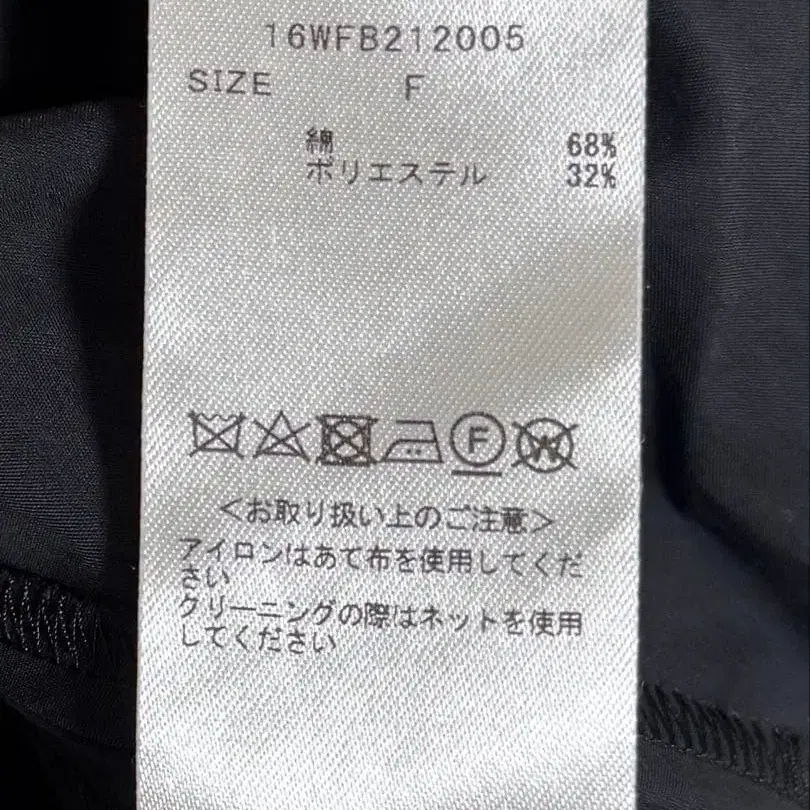 16WFB212005
SIZE F
綿 68%
ポリエステル 32%
F W
<お取り扱い上のご注意>
アイロンはあて布を使用してくだ
さい
クリーニングの際はネットを使用
してください